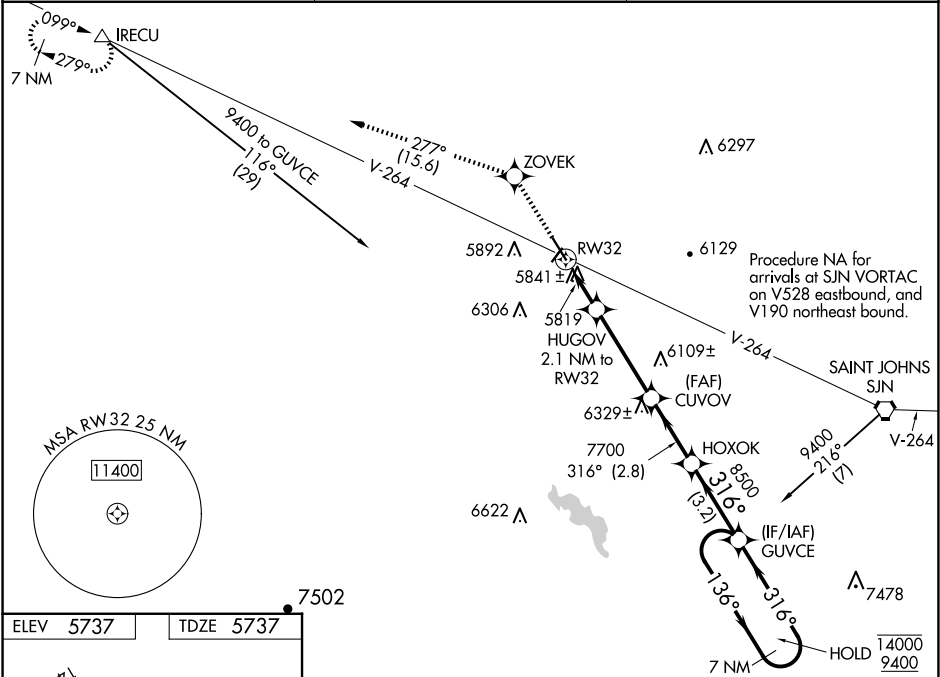 099°
IRECU
279°
7 NM
9400 to GUVCE
116°
(29)
277°
(15.6)
V-264
ZOVEK
6297
5892
RW32
6129
5841±
Procedure NA for
arrivals at SJN VORTAC
on V528 eastbound, and
V190 northeast bound.
6306
5819
HUGOV
2.1 NM to
RW32
V-264
6109±
SAINT JOHNS
SJN
(FAF)
CUVOV
6329±
V-264
9400
216°
(7)
7700
316° (2.8)
HOXOK
8500
316°
(3.2)
MSA RW32 25 NM
11400
6622
(IF/IAF)
GUVCE
136°
316°
7478
7502
HOLD
14000
9400
7 NM
ELEV 5737
TDZE 5737